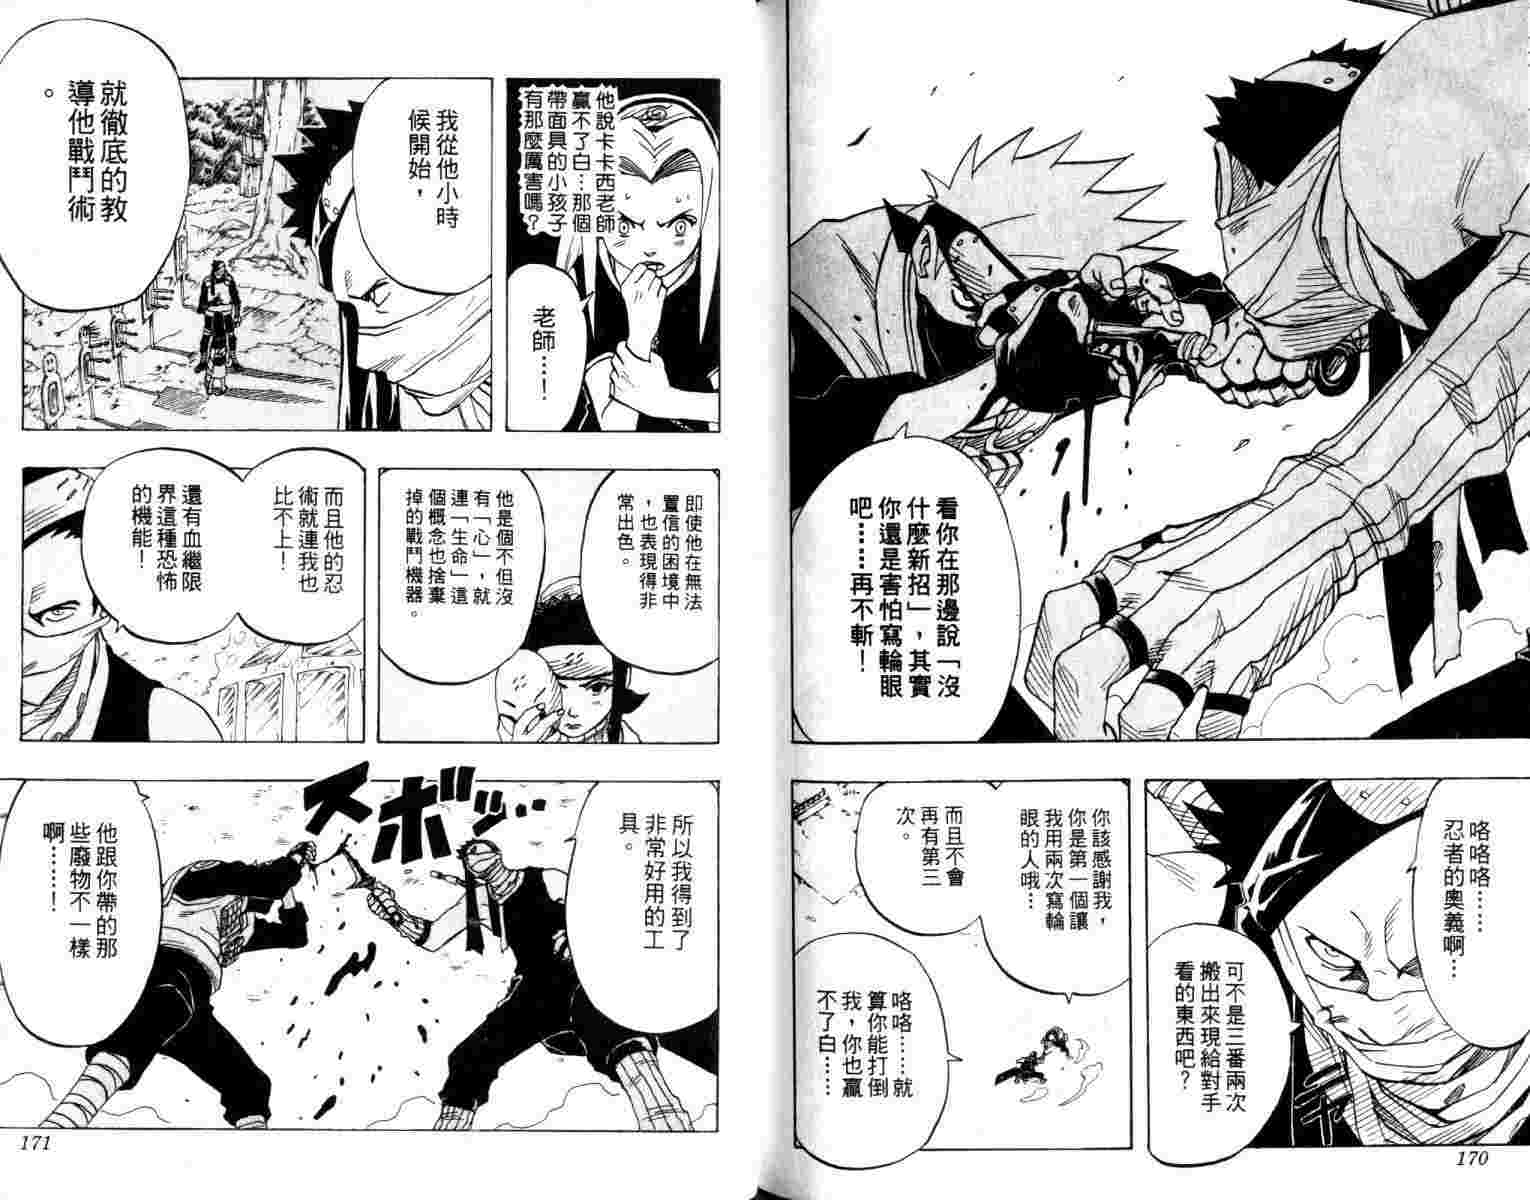 看你在那邊說「沒
什麼新招」，其實
你還是害怕寫輪眼
吧……再不斬！
咯咯咯……
忍者的奧義啊…
可不是三番兩次
搬出來現給對手
看的東西吧？
你該感謝我，
你是第一個讓
我用兩次寫輪
眼的人哦…
而且不會
再有第三
次。
咯咯……就
算你能打倒
我，你也贏
不了白……
170
他說卡卡西老師
贏不了白…那個
帶面具的小孩子
有那麼厲害嗎？
老師……！
我從他小時
候開始，
就徹底的教
導他戰鬥術
。
即使他在無法
置信的困境中
，也表現得非
常出色。
他是個不但沒
有「心」，就
連「生命」這
個概念也捨棄
掉的戰鬥機器。
而且他的忍
術就連我也
比不上！
還有血繼限
界這種恐怖
的機能！
所以我得到了
非常好用的工
具。
ズボッ…
他跟你帶的那
些廢物不一樣
啊………！
171